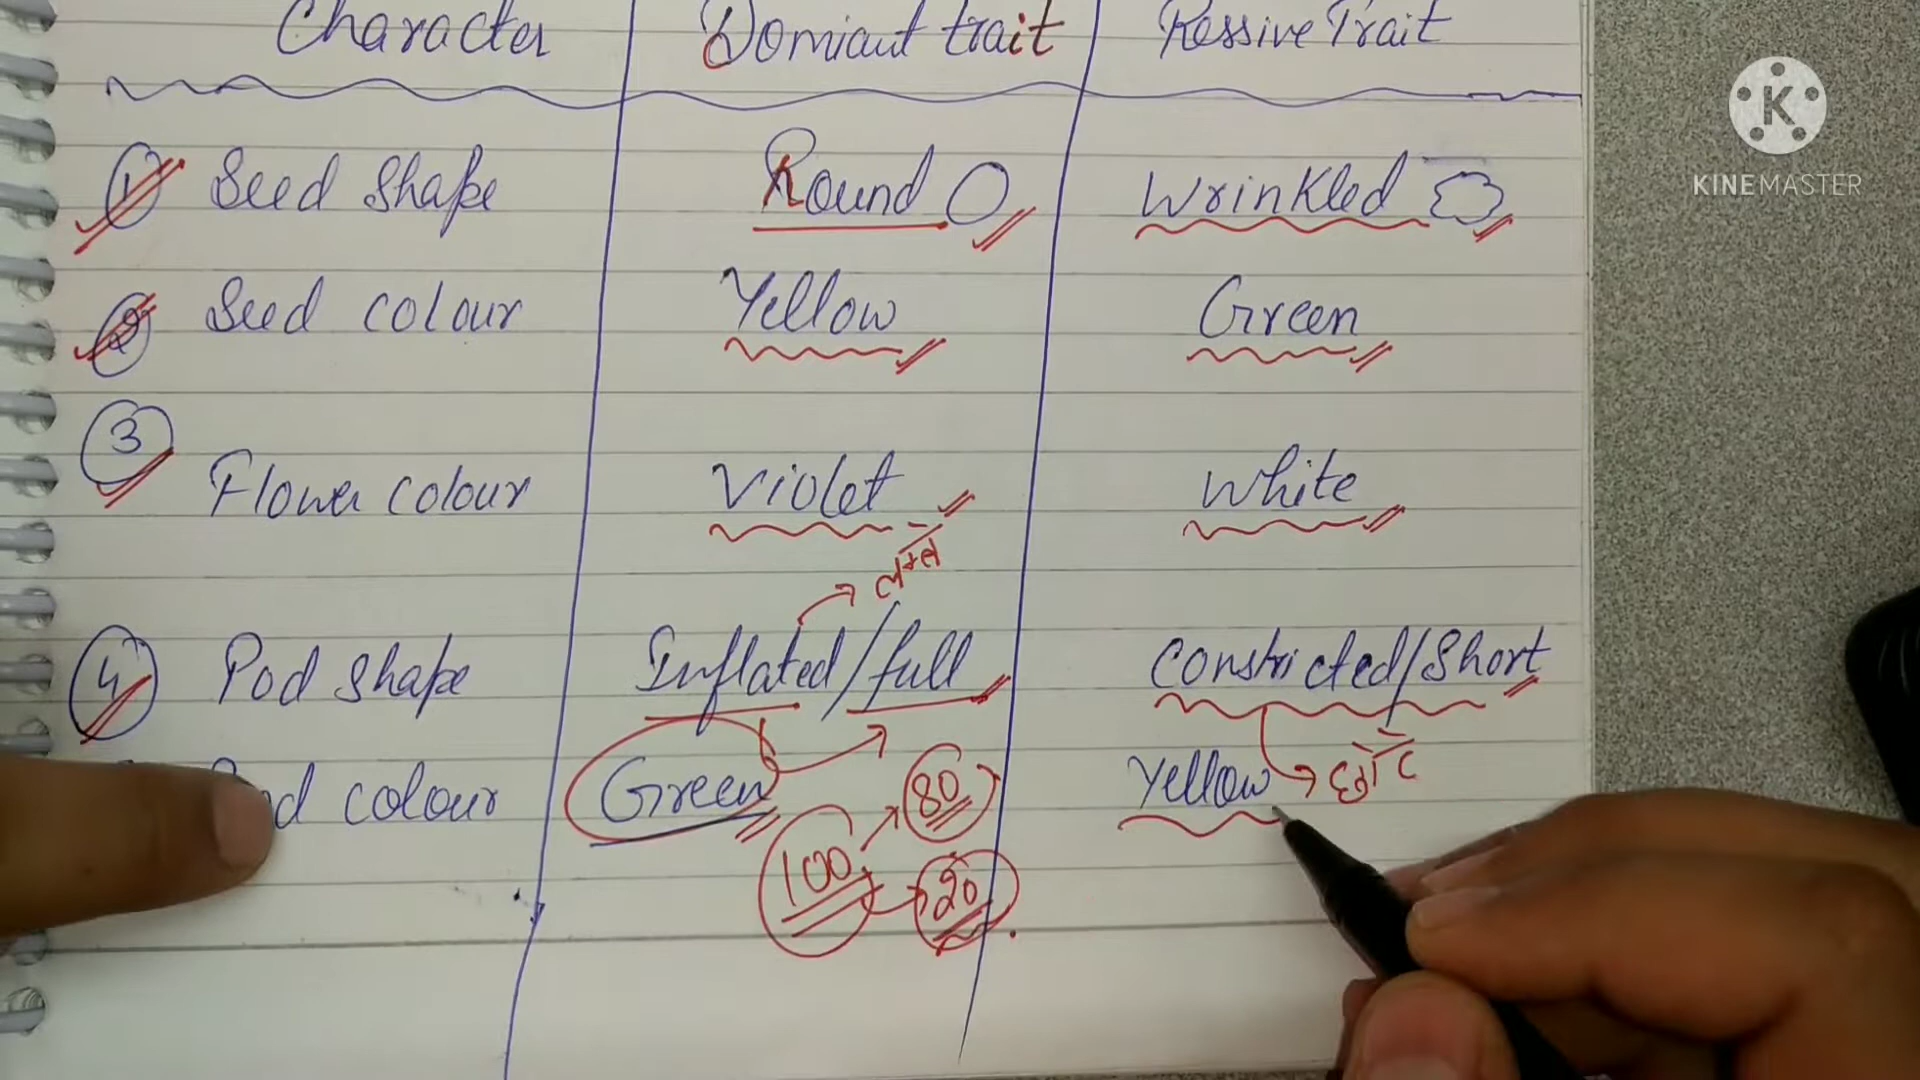 Character Domiant trait Ressive Trait
1 Seed Shape Round Wrinkled
2 Seed colour Yellow Green
3 Flower colour Violet White
4 Pod Shape Inflated/full Constricted/Short
colour Green Yellow
80
100
20
K
KINEMASTER